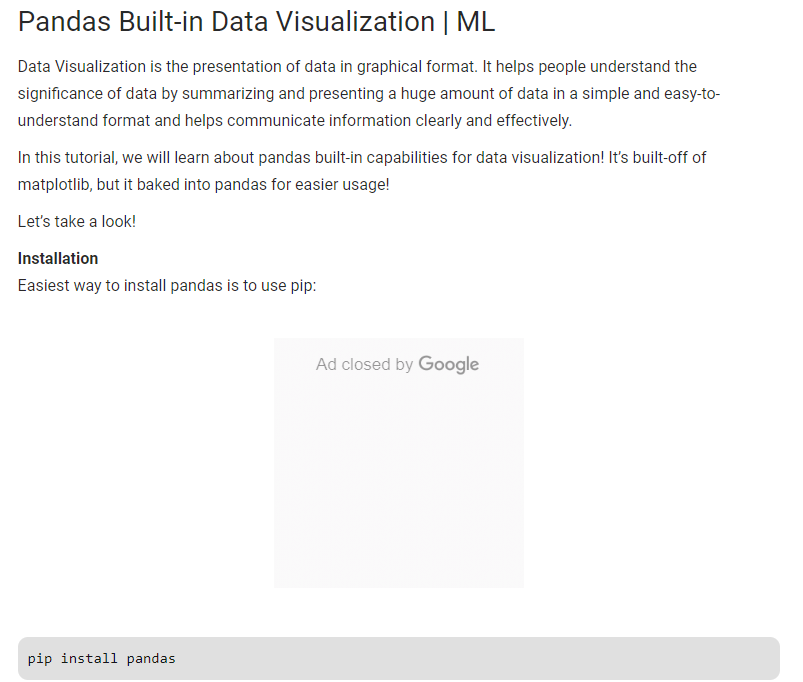 Pandas Built-in Data Visualization | ML
Data Visualization is the presentation of data in graphical format. It helps people understand the
significance of data by summarizing and presenting a huge amount of data in a simple and easy-to-
understand format and helps communicate information clearly and effectively.
In this tutorial, we will learn about pandas built-in capabilities for data visualization! It’s built-off of
matplotlib, but it baked into pandas for easier usage!
Let’s take a look!
Installation
Easiest way to install pandas is to use pip:
Ad closed by Google
pip install pandas